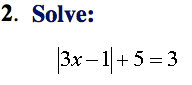 2. Solve:
|3x − 1| + 5 = 3